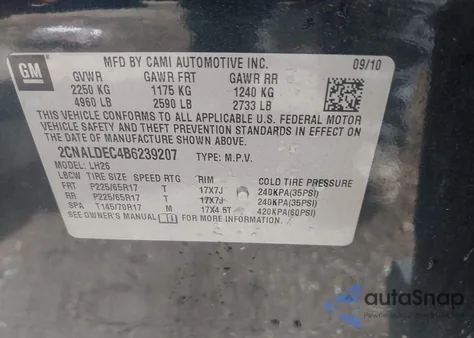 GM
MFD BY CAMI AUTOMOTIVE INC. 09/10
GVWR GAWR FRT GAWR RR
2250 KG 1175 KG 1240 KG
4960 LB 2590 LB 2733 LB
THIS VEHICLE CONFORMS TO ALL APPLICABLE U.S. FEDERAL MOTOR
VEHICLE SAFETY AND THEFT PREVENTION STANDARDS IN EFFECT ON
THE DATE OF MANUFACTURE SHOWN ABOVE.
2CNALDEC4B6239207 TYPE: M.P.V.
MODEL: LH26
LBCW TIRE SIZE SPEED RTG RIM COLD TIRE PRESSURE
FRT P225/65R17 T 17X7J 240KPA(35PSI)
RR P225/65R17 T 17X7J 240KPA(35PSI)
SPA T145/70R17 M 17X4.5T 420KPA(60PSI)
SEE OWNER'S MANUAL FOR MORE INFORMATION.
autoSnap